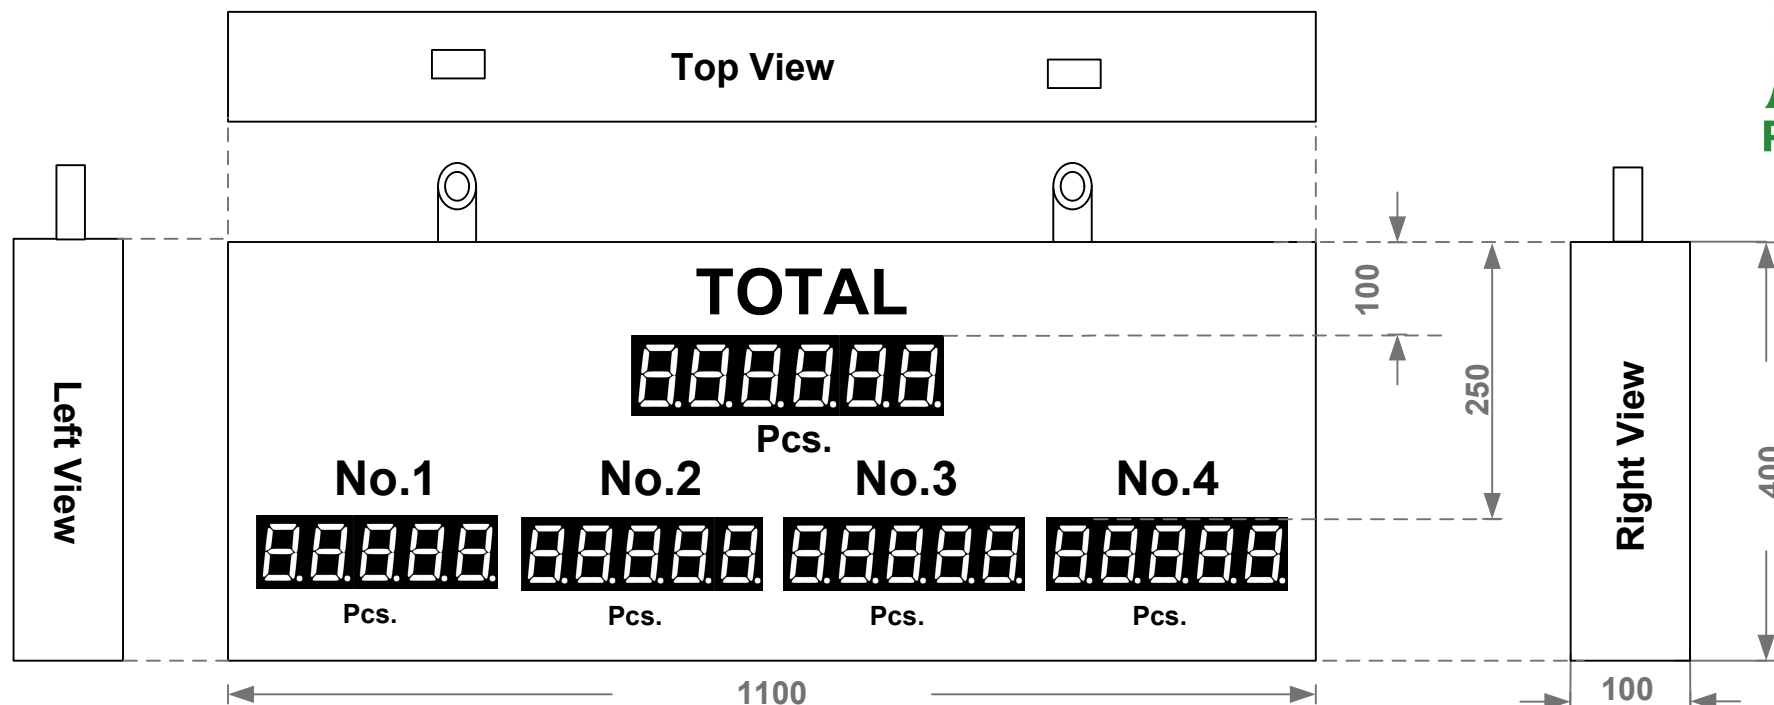 Top View
TOTAL
Pcs.
No.1 No.2 No.3 No.4
Pcs. Pcs. Pcs. Pcs.
Left View
Right View
100
250
400
1100
100